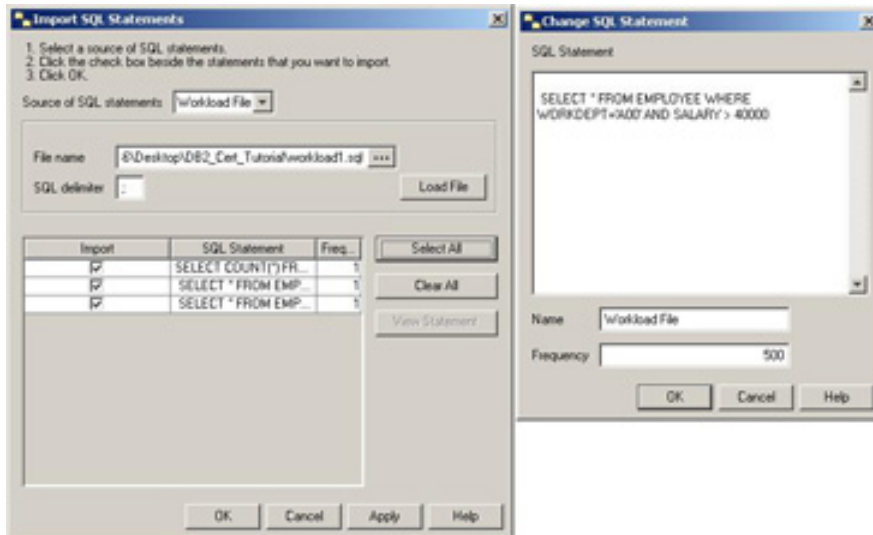 Import SQL Statements
1. Select a source of SQL statements.
2. Click the check box beside the statements that you want to import.
3. Click OK.
Source of SQL statements Workload File
File name 6\Desktop\DB2_Cert_Tutorial\workload1.sql ...
SQL delimiter ;
Load File
Import SQL Statement Freq...
SELECT COUNT(*) FR... 1
SELECT * FROM EMP... 1
SELECT * FROM EMP... 1
Select All
Clear All
View Statement
OK Cancel Apply Help
Change SQL Statement
SQL Statement
SELECT * FROM EMPLOYEE WHERE
WORKDEPT='A00' AND SALARY > 40000
Name Workload File
Frequency 500
OK Cancel Help